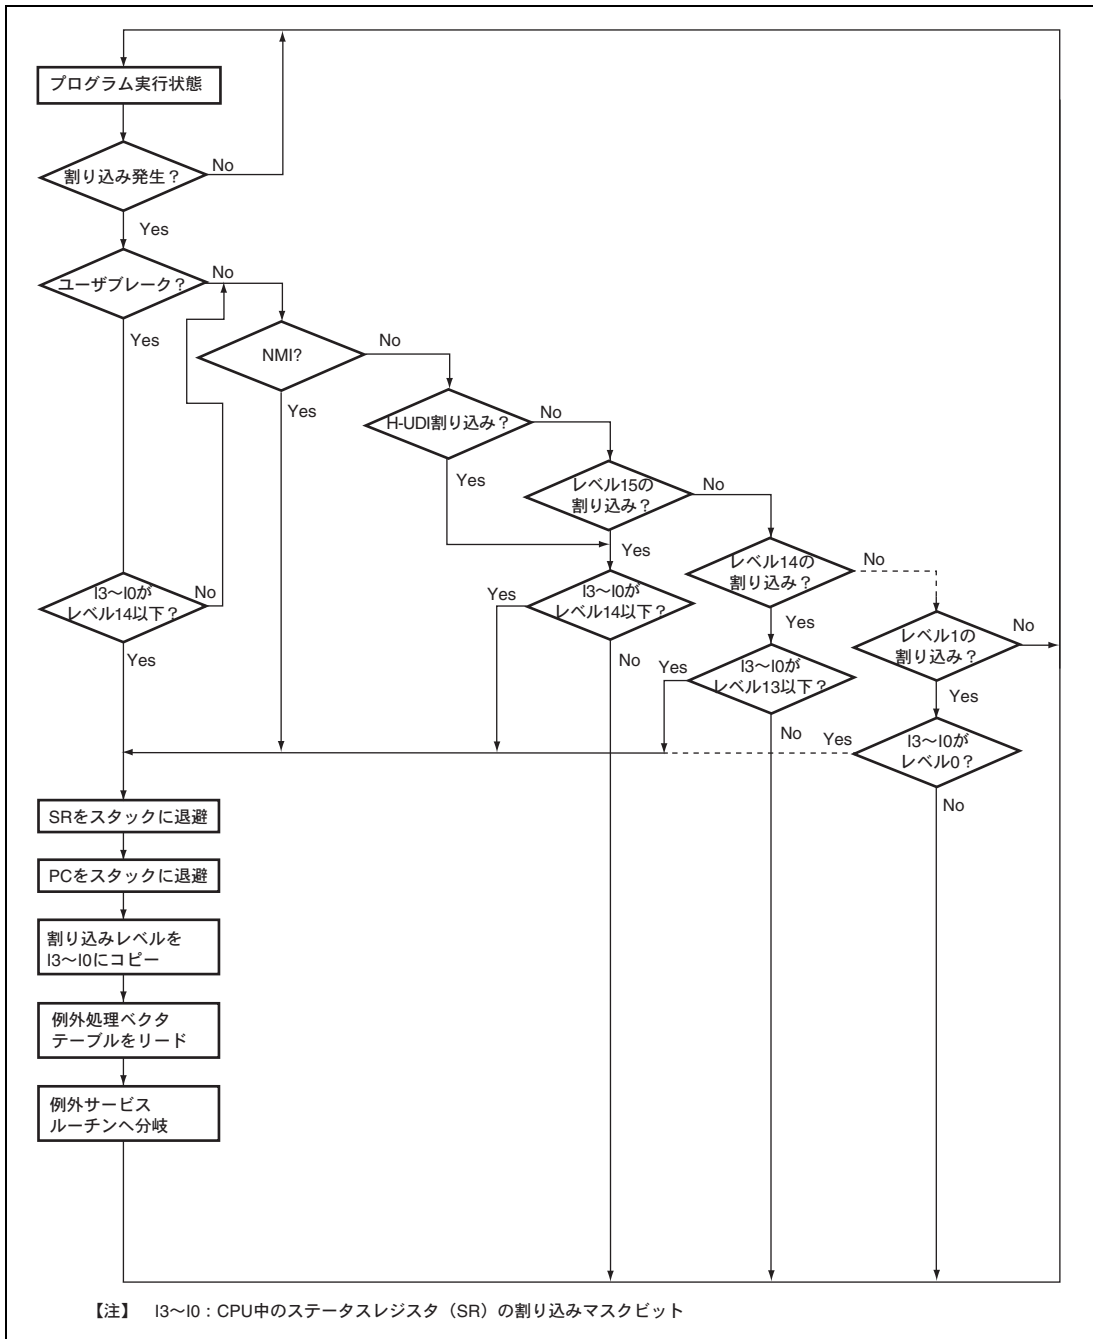 プログラム実行状態
割り込み発生？
No
Yes
ユーザブレーク？
No
Yes
NMI?
No
Yes
H-UDI割り込み？
No
Yes
レベル15の
割り込み？
No
Yes
レベル14の
割り込み？
No
Yes
I3～I0が
レベル14以下？
No
Yes
I3～I0が
レベル14以下？
Yes
No
レベル1の
割り込み？
No
Yes
I3～I0が
レベル13以下？
Yes
No
I3～I0が
レベル0？
Yes
No
SRをスタックに退避
PCをスタックに退避
割り込みレベルを
I3～I0にコピー
例外処理ベクタ
テーブルをリード
例外サービス
ルーチンへ分岐
【注】 I3～I0：CPU中のステータスレジスタ（SR）の割り込みマスクビット